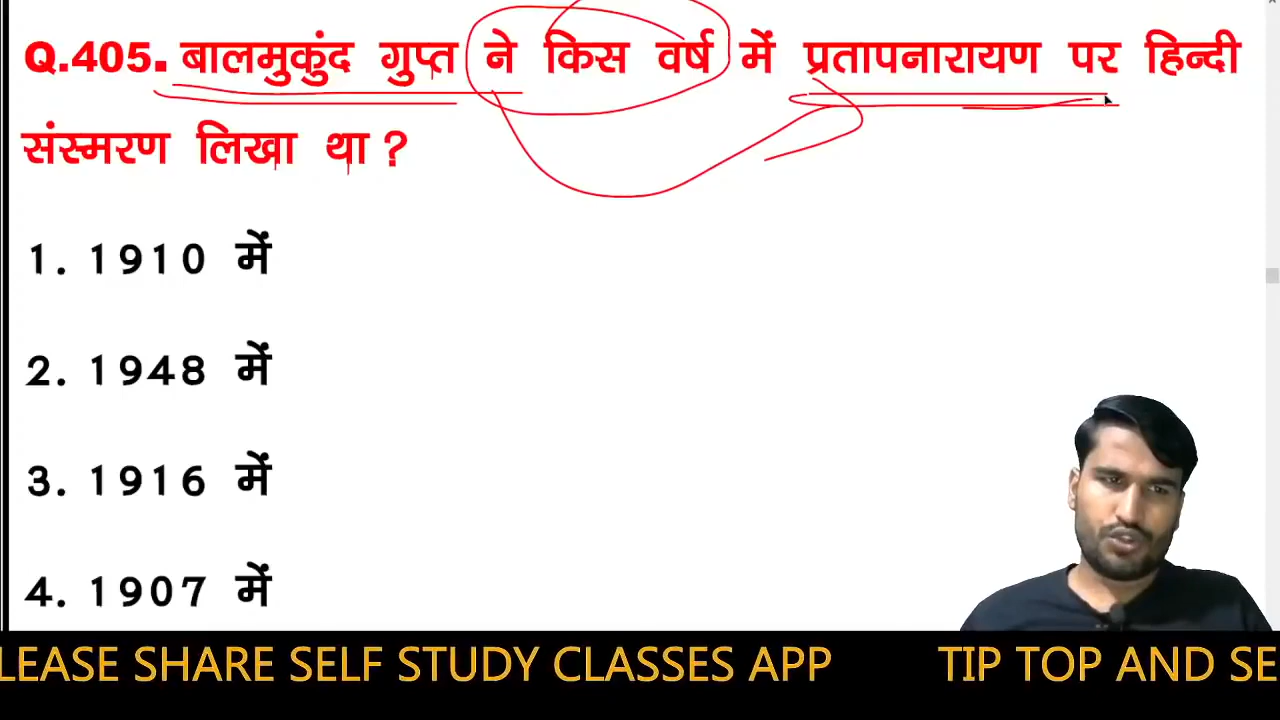 Q.405. बालमुकुंद गुप्त ने किस वर्ष में प्रतापनारायण पर हिन्दी
संस्मरण लिखा था ?
1. 1910 में
2. 1948 में
3. 1916 में
4. 1907 में
LEASE SHARE SELF STUDY CLASSES APP TIP TOP AND SE